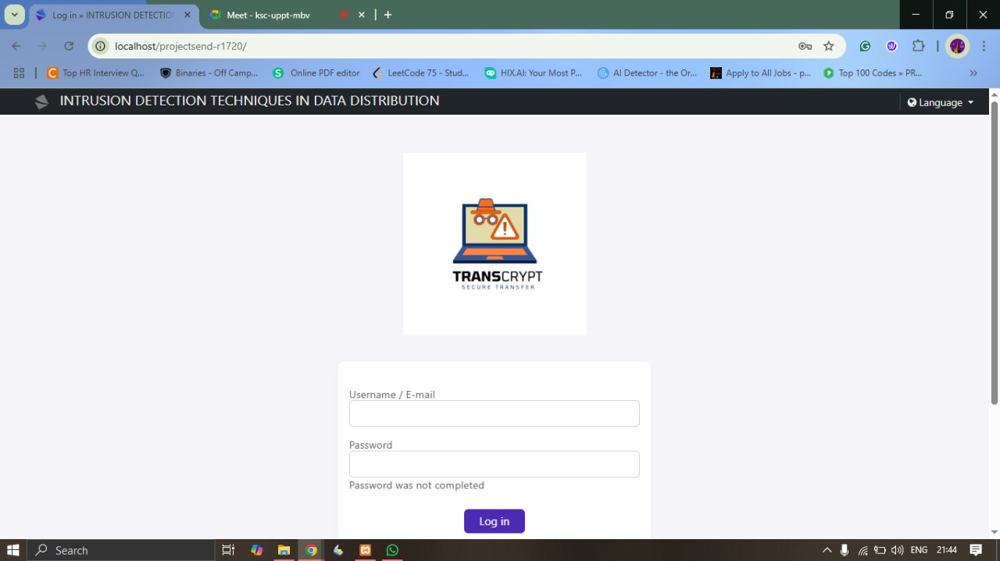 Log in » INTRUSION DETECTIO
Meet - ksc-uppt-mbv
localhost/projectsend-r1720/
Top HR Interview Q...
Binaries - Off Camp...
Online PDF editor
LeetCode 75 - Stud...
HIX.AI: Your Most P...
AI Detector - the Or...
Apply to All Jobs - p...
Top 100 Codes » PR...
INTRUSION DETECTION TECHNIQUES IN DATA DISTRIBUTION
Language
TRANSCRYPT
SECURE TRANSFER
Username / E-mail
Password
Password was not completed
Log in
Search
ENG
21:44